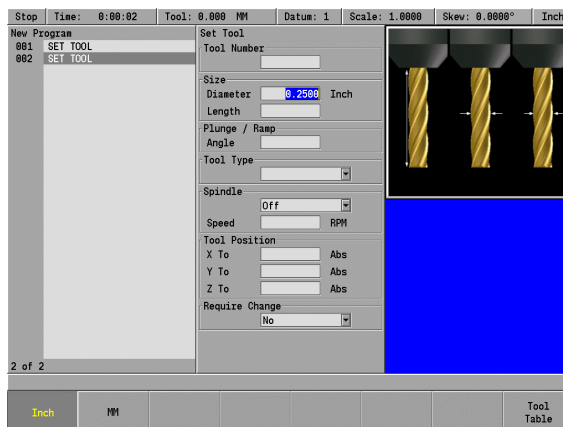 Stop Time: 0:00:02 Tool: 0.000 MM Datum: 1 Scale: 1.0000 Skew: 0.0000° Inch
New Program
001 SET TOOL
002 SET TOOL
2 of 2
Set Tool
Tool Number
Size
Diameter 0.2500 Inch
Length
Plunge / Ramp
Angle
Tool Type
Spindle
Off
Speed RPM
Tool Position
X To Abs
Y To Abs
Z To Abs
Require Change
No
Inch MM Tool
Table